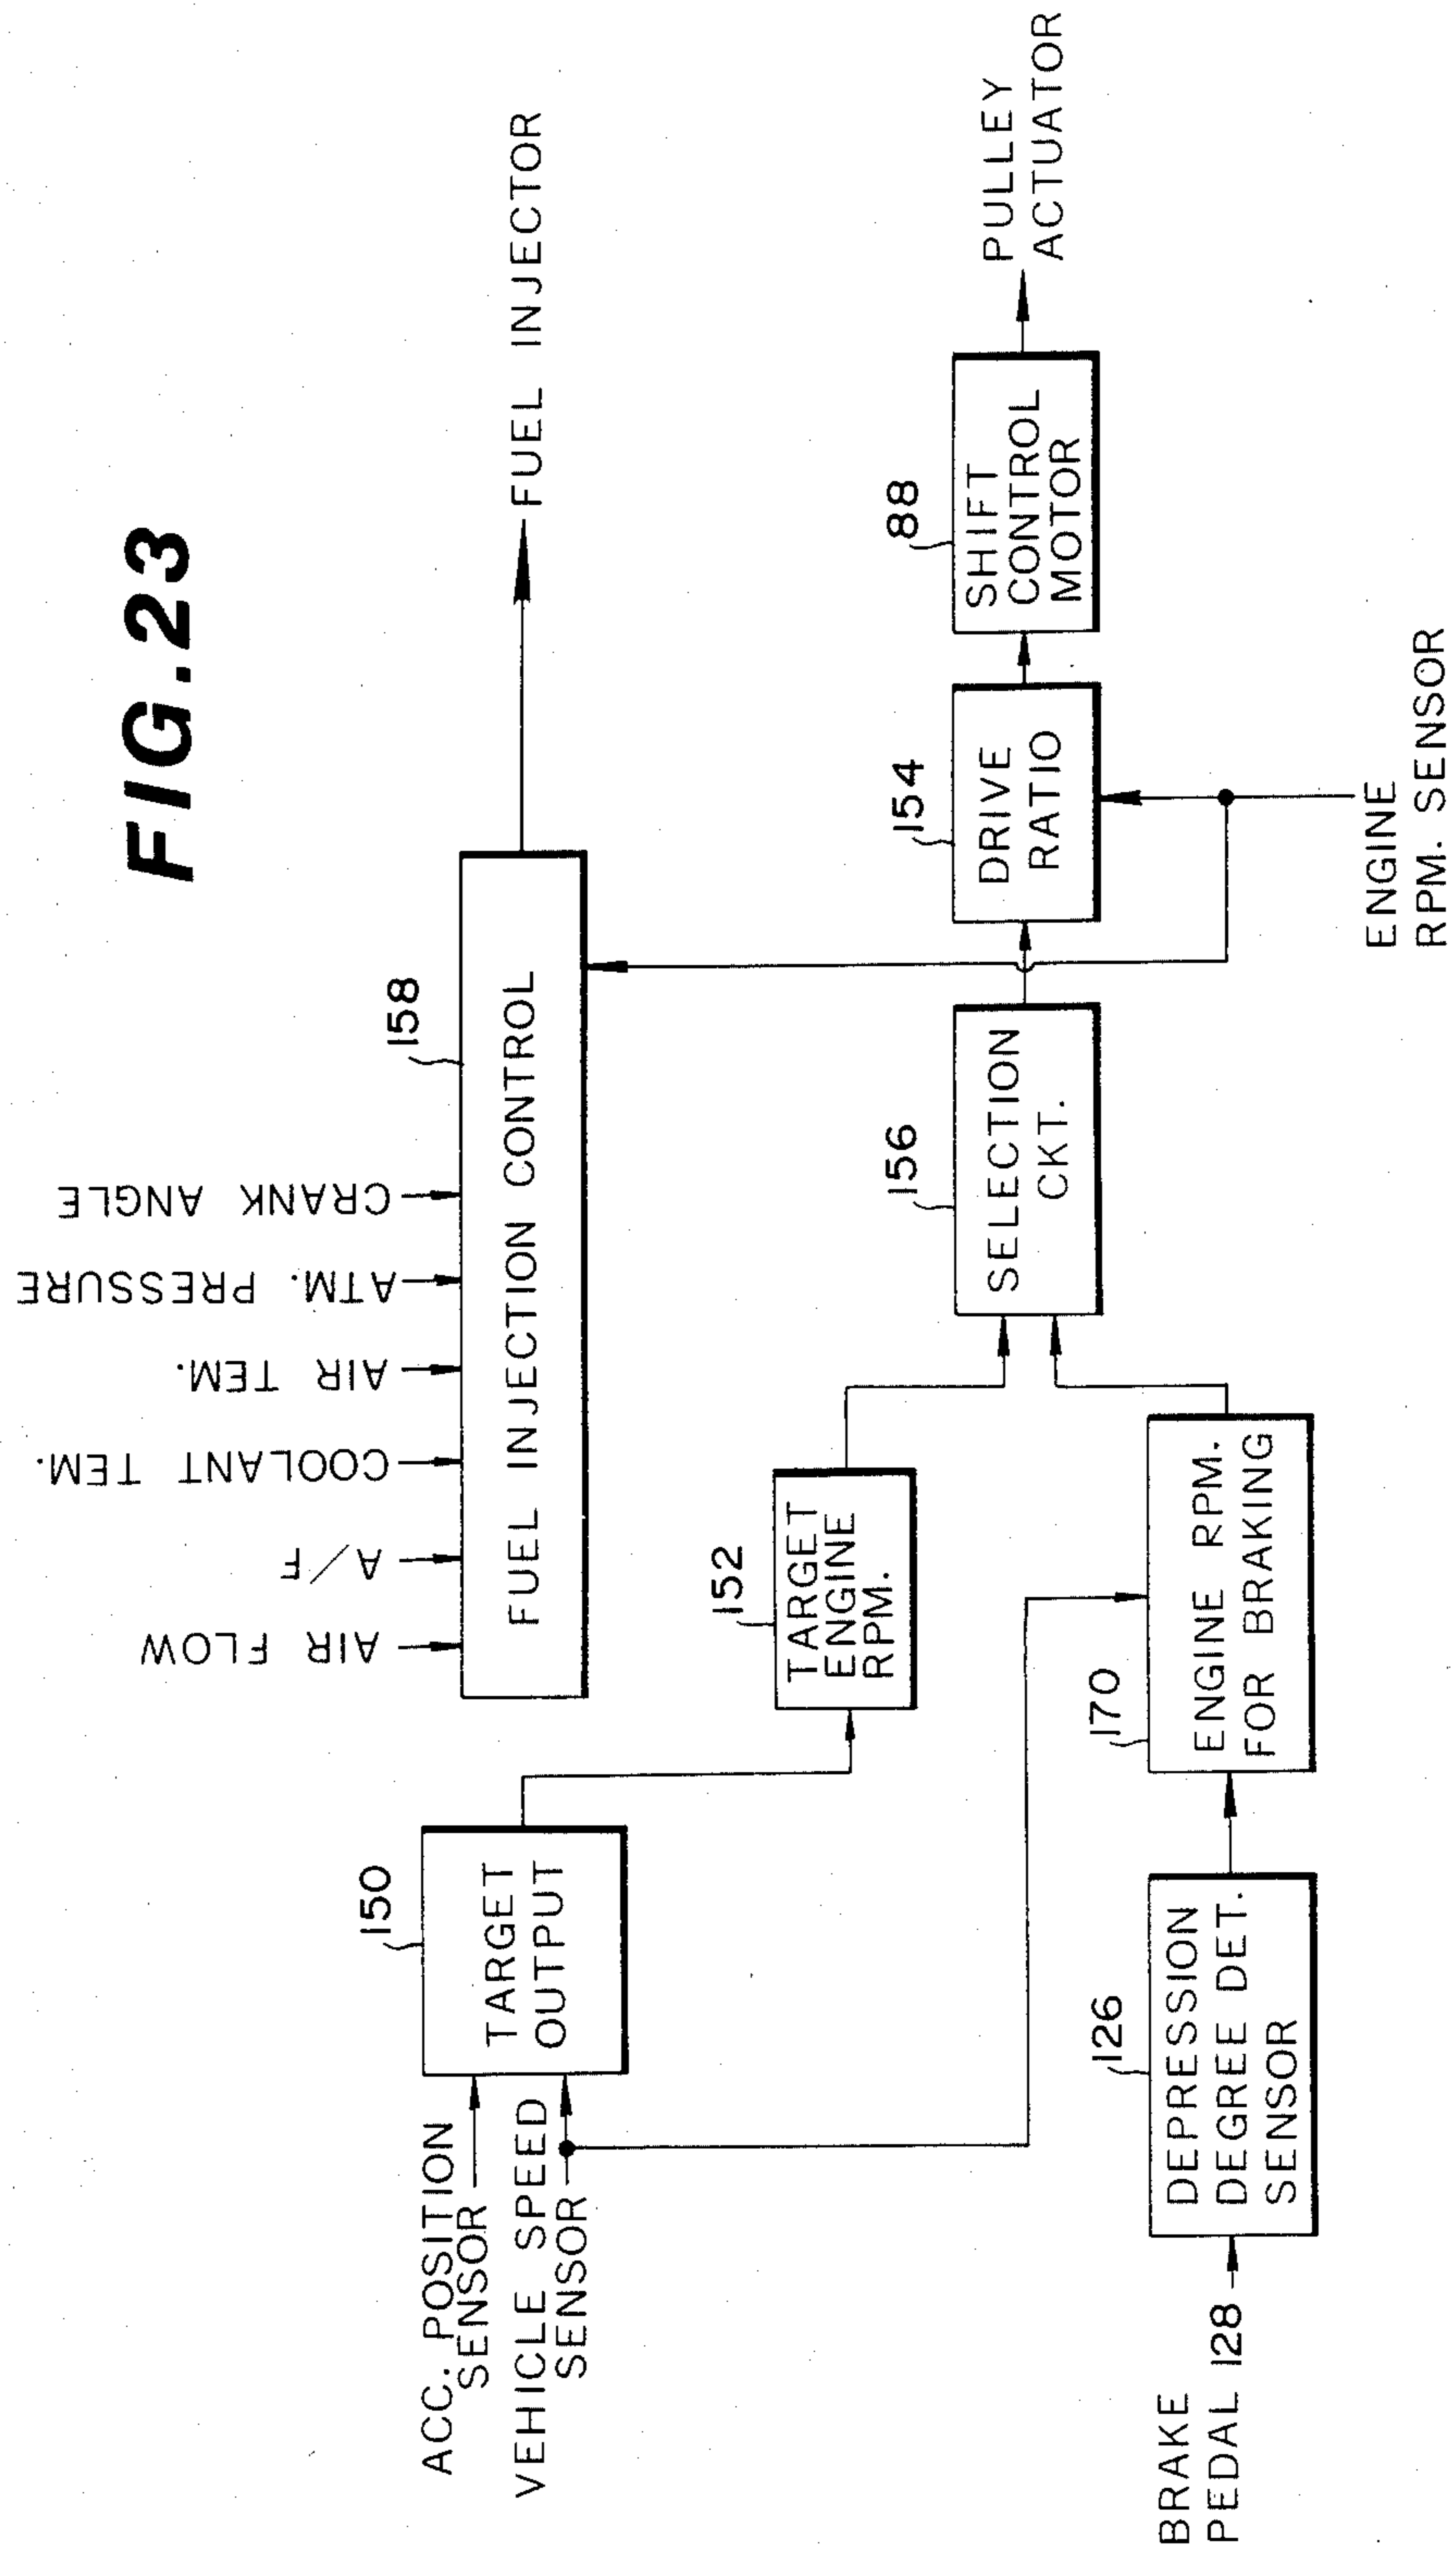 FIG.23
AIR FLOW
A/F
COOLANT TEM.
AIR TEM.
ATM. PRESSURE
CRANK ANGLE
158
FUEL INJECTION CONTROL
FUEL INJECTOR
ACC. POSITION
SENSOR
VEHICLE SPEED
SENSOR
150
TARGET
OUTPUT
152
TARGET
ENGINE
RPM.
156
SELECTION
CKT.
154
DRIVE
RATIO
88
SHIFT
CONTROL
MOTOR
PULLEY
ACTUATOR
BRAKE
PEDAL 128
126
DEPRESSION
DEGREE DET.
SENSOR
170
ENGINE RPM.
FOR BRAKING
ENGINE
RPM. SENSOR